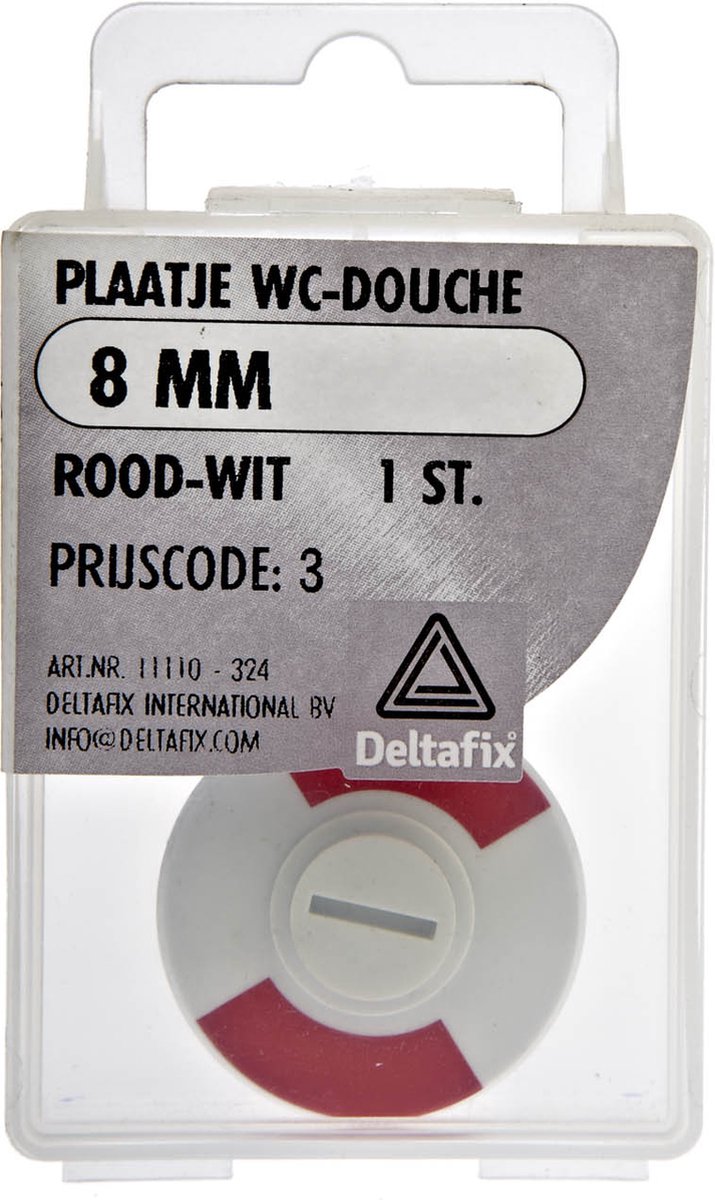 PLAATJE WC-DOUCHE
8 MM
ROOD-WIT 1 ST.
PRIJSCODE: 3
ART.NR. 11110 - 324
DELTAFIX INTERNATIONAL BV
INFO@DELTAFIX.COM
Deltafix